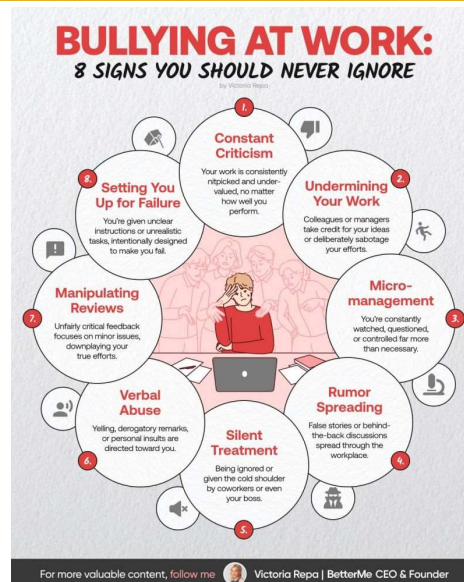 BULLYING AT WORK:
8 SIGNS YOU SHOULD NEVER IGNORE
by Victoria Repa
1.
Constant
Criticism
Your work is consistently
nitpicked and under-
valued, no matter
how well you
perform.
2.
Undermining
Your Work
Colleagues or managers
take credit for your ideas
or deliberately sabotage
your efforts.
3.
Micro-
management
You're constantly
watched, questioned,
or controlled far more
than necessary.
4.
Rumor
Spreading
False stories or behind-
the-back discussions
spread through the
workplace.
5.
Silent
Treatment
Being ignored or
given the cold shoulder
by coworkers or even
your boss.
6.
Verbal
Abuse
Yelling, derogatory remarks,
or personal insults are
directed toward you.
7.
Manipulating
Reviews
Unfairly critical feedback
focuses on minor issues,
downplaying your
true efforts.
8.
Setting You
Up for Failure
You're given unclear
instructions or unrealistic
tasks, intentionally designed
to make you fail.
For more valuable content, follow me Victoria Repa | BetterMe CEO & Founder